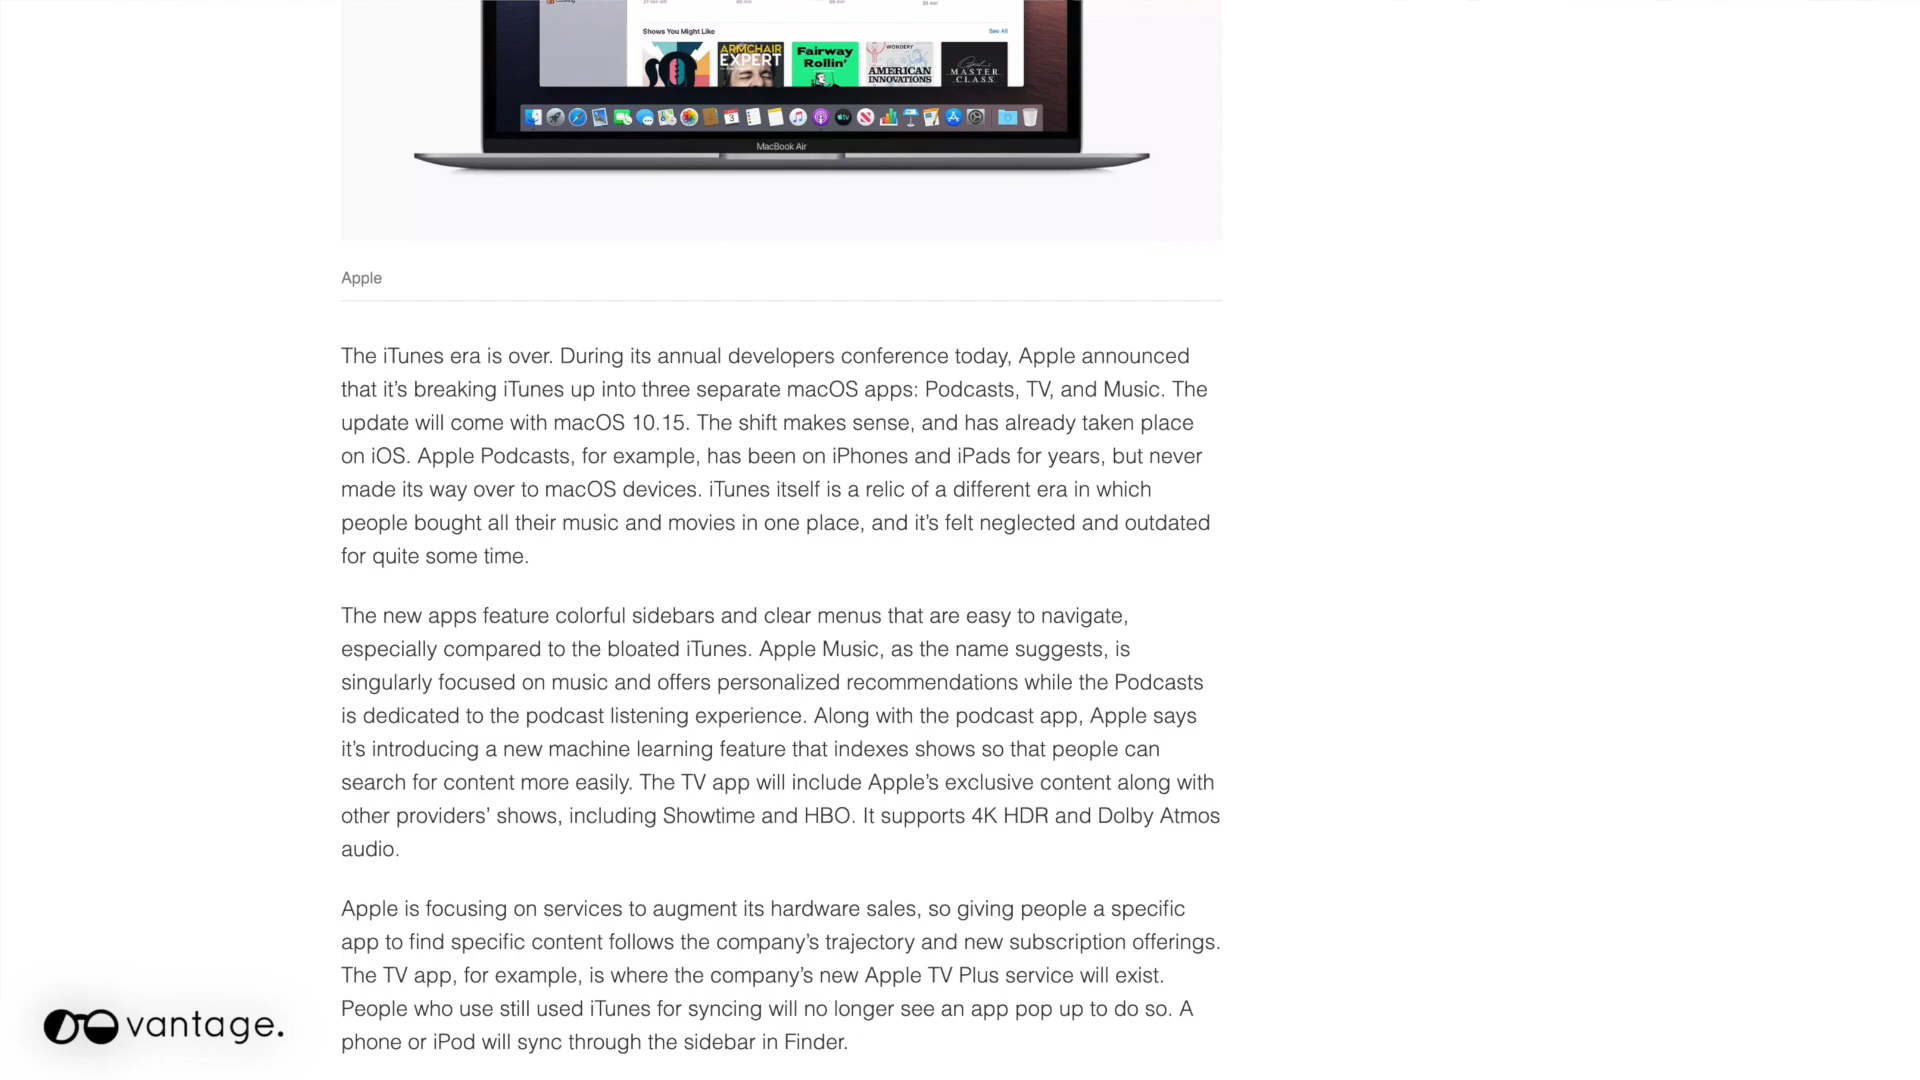 Shows You Might Like
See All
ARMCHAIR
EXPERT
Fairway
Rollin'
WONDERY
AMERICAN
INNOVATIONS
MASTER
CLASS
3
tv
MacBook Air
Apple
The iTunes era is over. During its annual developers conference today, Apple announced
that it’s breaking iTunes up into three separate macOS apps: Podcasts, TV, and Music. The
update will come with macOS 10.15. The shift makes sense, and has already taken place
on iOS. Apple Podcasts, for example, has been on iPhones and iPads for years, but never
made its way over to macOS devices. iTunes itself is a relic of a different era in which
people bought all their music and movies in one place, and it’s felt neglected and outdated
for quite some time.
The new apps feature colorful sidebars and clear menus that are easy to navigate,
especially compared to the bloated iTunes. Apple Music, as the name suggests, is
singularly focused on music and offers personalized recommendations while the Podcasts
is dedicated to the podcast listening experience. Along with the podcast app, Apple says
it’s introducing a new machine learning feature that indexes shows so that people can
search for content more easily. The TV app will include Apple’s exclusive content along with
other providers’ shows, including Showtime and HBO. It supports 4K HDR and Dolby Atmos
audio.
Apple is focusing on services to augment its hardware sales, so giving people a specific
app to find specific content follows the company’s trajectory and new subscription offerings.
The TV app, for example, is where the company’s new Apple TV Plus service will exist.
People who use still used iTunes for syncing will no longer see an app pop up to do so. A
phone or iPod will sync through the sidebar in Finder.
vantage.